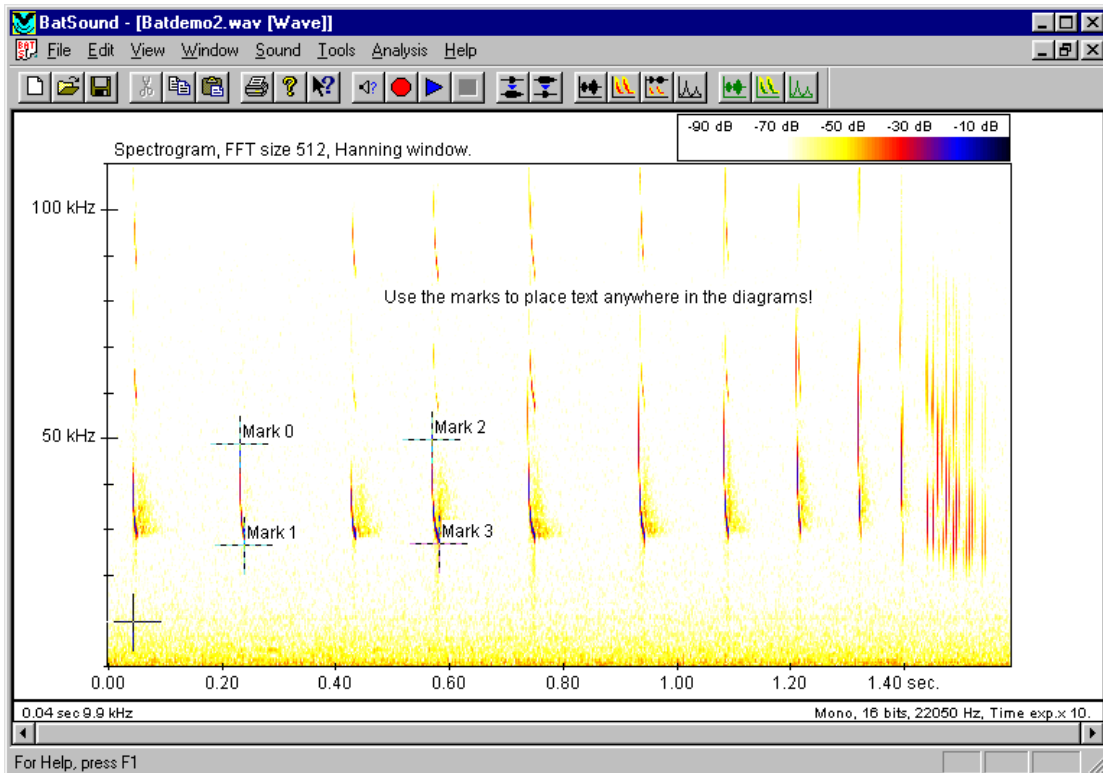 BatSound - [Batdemo2.wav [Wave]]
File Edit View Window Sound Tools Analysis Help
-90 dB -70 dB -50 dB -30 dB -10 dB
Spectrogram, FFT size 512, Hanning window.
100 kHz
Use the marks to place text anywhere in the diagrams!
50 kHz
Mark 0
Mark 2
Mark 1
Mark 3
0.00 0.20 0.40 0.60 0.80 1.00 1.20 1.40 sec.
0.04 sec 9.9 kHz Mono, 16 bits, 22050 Hz, Time exp.x 10.
For Help, press F1